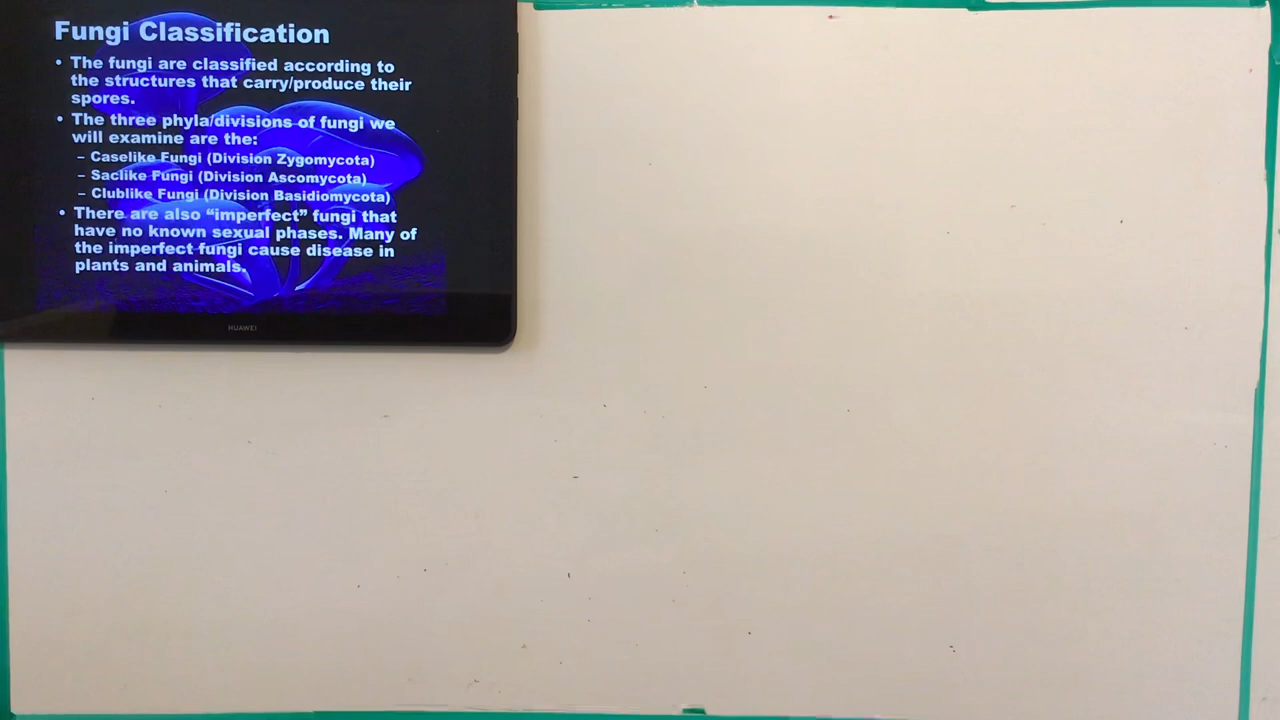 Fungi Classification
• The fungi are classified according to
the structures that carry/produce their
spores.
• The three phyla/divisions of fungi we
will examine are the:
– Caselike Fungi (Division Zygomycota)
– Saclike Fungi (Division Ascomycota)
– Clublike Fungi (Division Basidiomycota)
• There are also “imperfect” fungi that
have no known sexual phases. Many of
the imperfect fungi cause disease in
plants and animals.
HUAWEI